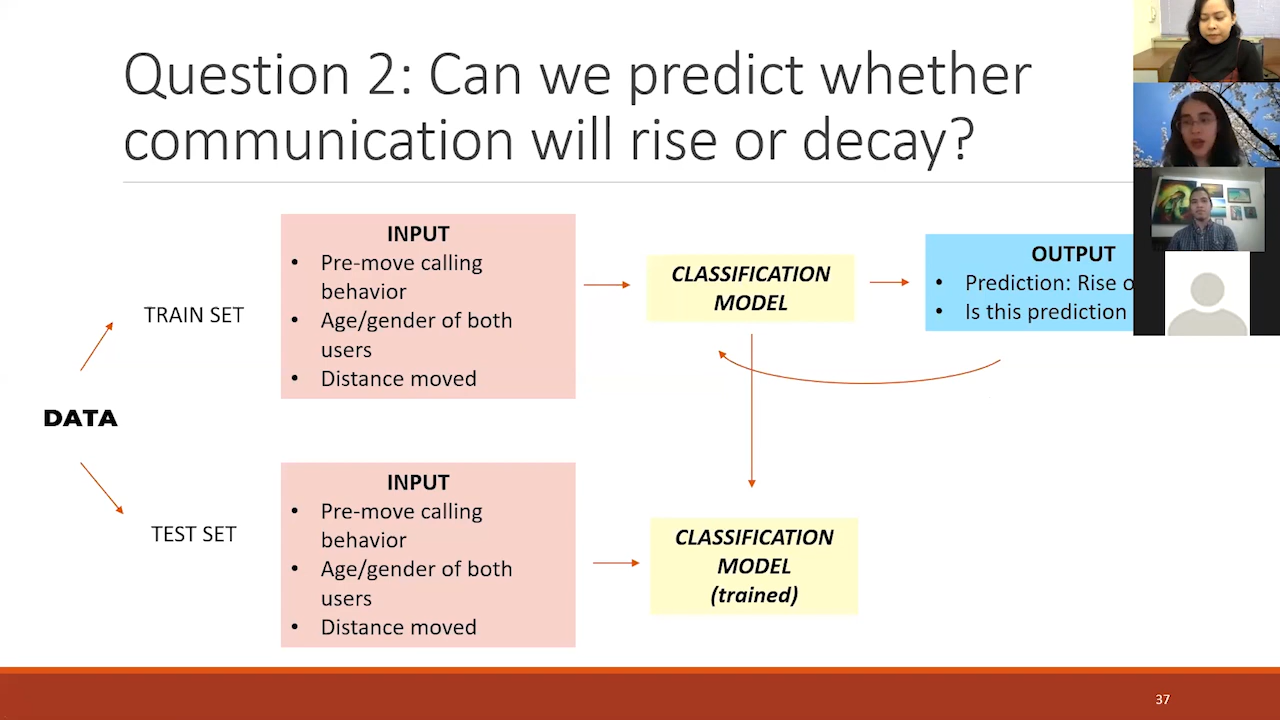 Question 2: Can we predict whether
communication will rise or decay?
TRAIN SET
INPUT
• Pre-move calling
behavior
• Age/gender of both
users
• Distance moved
CLASSIFICATION
MODEL
OUTPUT
• Prediction: Rise
• Is this prediction
DATA
TEST SET
INPUT
• Pre-move calling
behavior
• Age/gender of both
users
• Distance moved
CLASSIFICATION
MODEL
(trained)
37